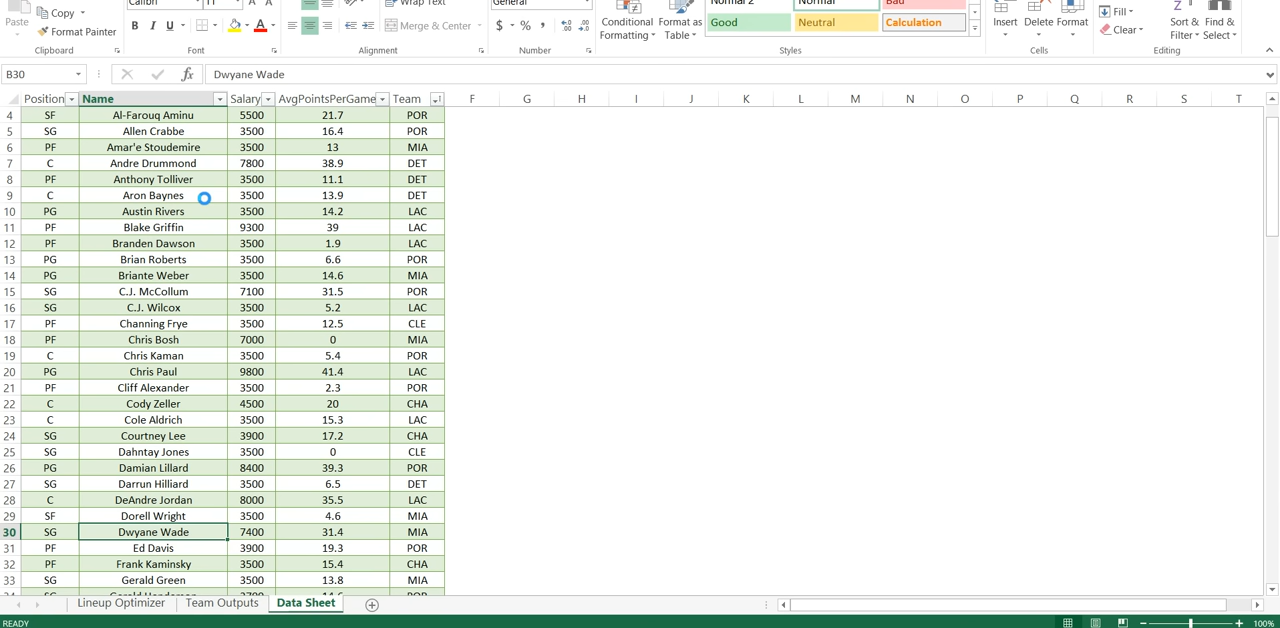 Paste
Copy
Format Painter
Clipboard
Calibri
11
A A
B I U
A
Font
Wrap Text
Merge & Center
Alignment
General
$ % ,
Number
Conditional Formatting
Format as Table
Normal 2
Normal
Bad
Good
Neutral
Calculation
Styles
Insert
Delete
Format
Cells
Fill
Clear
Sort & Filter
Find & Select
Editing
B30
fx
Dwyane Wade
Position Name Salary AvgPointsPerGame Team F G H I J K L M N O P Q R S T
4 SF Al-Farouq Aminu 5500 21.7 POR
5 SG Allen Crabbe 3500 16.4 POR
6 PF Amar'e Stoudemire 3500 13 MIA
7 C Andre Drummond 7800 38.9 DET
8 PF Anthony Tolliver 3500 11.1 DET
9 C Aron Baynes 3500 13.9 DET
10 PG Austin Rivers 3500 14.2 LAC
11 PF Blake Griffin 9300 39 LAC
12 PF Branden Dawson 3500 1.9 LAC
13 PG Brian Roberts 3500 6.6 POR
14 PG Briante Weber 3500 14.6 MIA
15 SG C.J. McCollum 7100 31.5 POR
16 SG C.J. Wilcox 3500 5.2 LAC
17 PF Channing Frye 3500 12.5 CLE
18 PF Chris Bosh 7000 0 MIA
19 C Chris Kaman 3500 5.4 POR
20 PG Chris Paul 9800 41.4 LAC
21 PF Cliff Alexander 3500 2.3 POR
22 C Cody Zeller 4500 20 CHA
23 C Cole Aldrich 3500 15.3 LAC
24 SG Courtney Lee 3900 17.2 CHA
25 SG Dahntay Jones 3500 0 CLE
26 PG Damian Lillard 8400 39.3 POR
27 SG Darrun Hilliard 3500 6.5 DET
28 C DeAndre Jordan 8000 35.5 LAC
29 SF Dorell Wright 3500 4.6 MIA
30 SG Dwyane Wade 7400 31.4 MIA
31 PF Ed Davis 3900 19.3 POR
32 PF Frank Kaminsky 3500 15.4 CHA
33 SG Gerald Green 3500 13.8 MIA
Lineup Optimizer Team Outputs Data Sheet
READY
100%